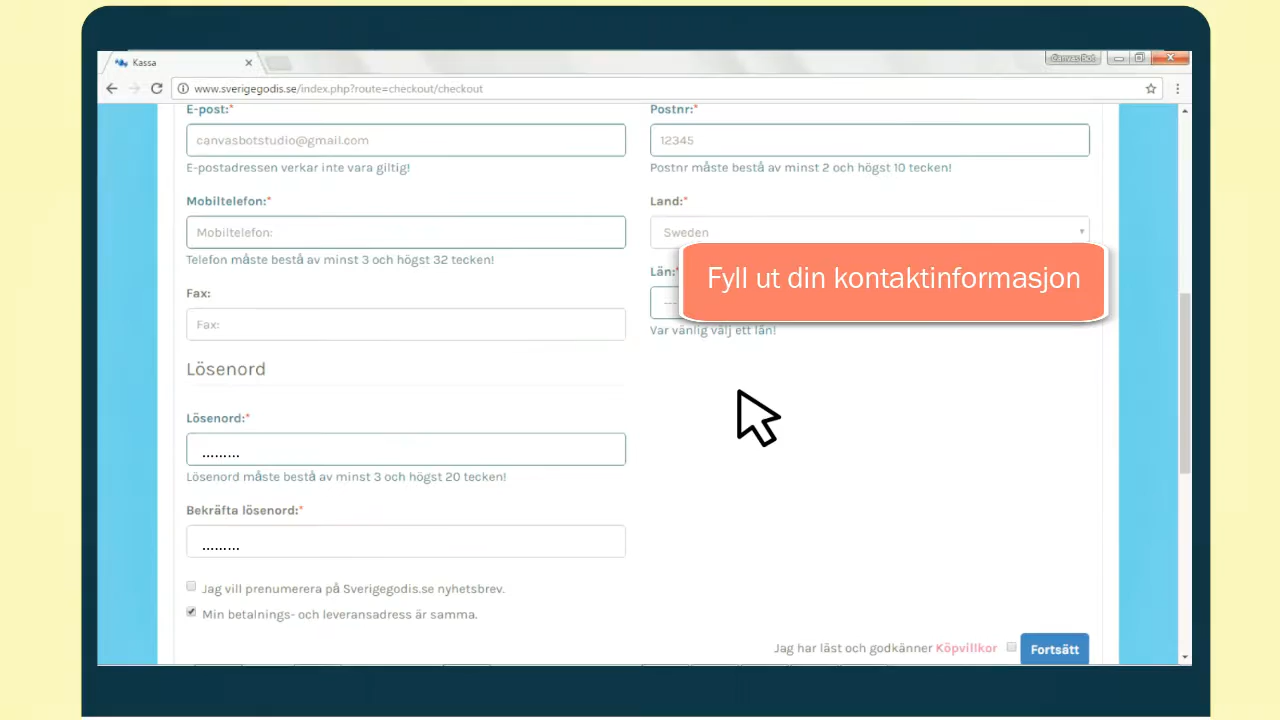 Kassa
CanvasBot
www.sverigegodis.se/index.php?route=checkout/checkout
E-post:*
canvasbotstudio@gmail.com
E-postadressen verkar inte vara giltig!
Mobiltelefon:*
Mobiltelefon:
Telefon måste bestå av minst 3 och högst 32 tecken!
Fax:
Fax:
Lösenord
Lösenord:*
.........
Lösenord måste bestå av minst 3 och högst 20 tecken!
Bekräfta lösenord:*
.........
Jag vill prenumerera på Sverigegodis.se nyhetsbrev.
Min betalnings- och leveransadress är samma.
Postnr:*
12345
Postnr måste bestå av minst 2 och högst 10 tecken!
Land:*
Sweden
Län:*
---
Fyll ut din kontaktinformasjon
Var vänlig välj ett län!
Jag har läst och godkänner Köpvillkor
Fortsätt